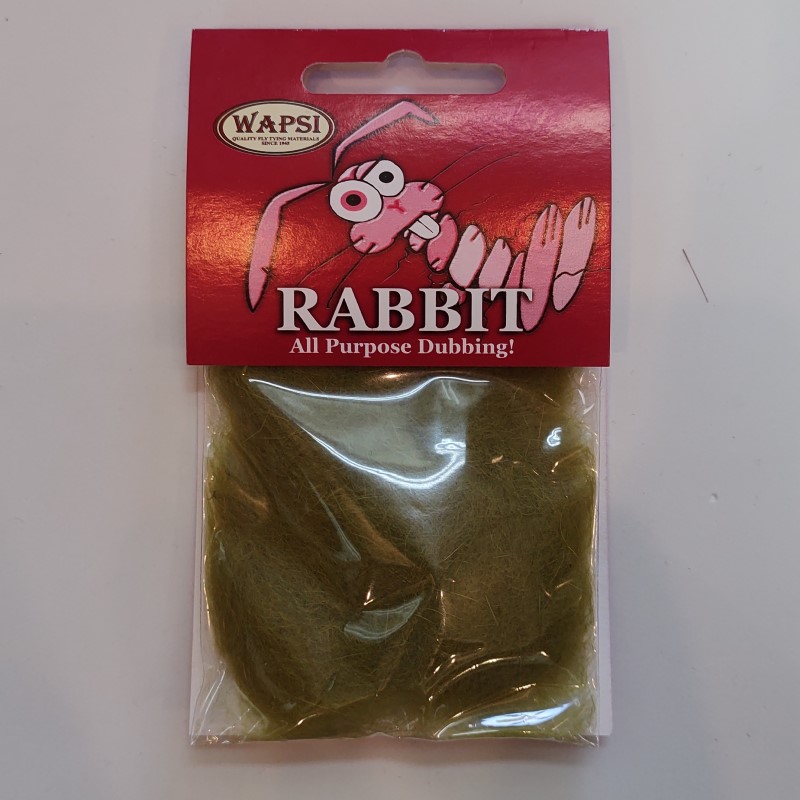 WAPSI
QUALITY FLY TYING MATERIALS
SINCE 1945
RABBIT
All Purpose Dubbing!